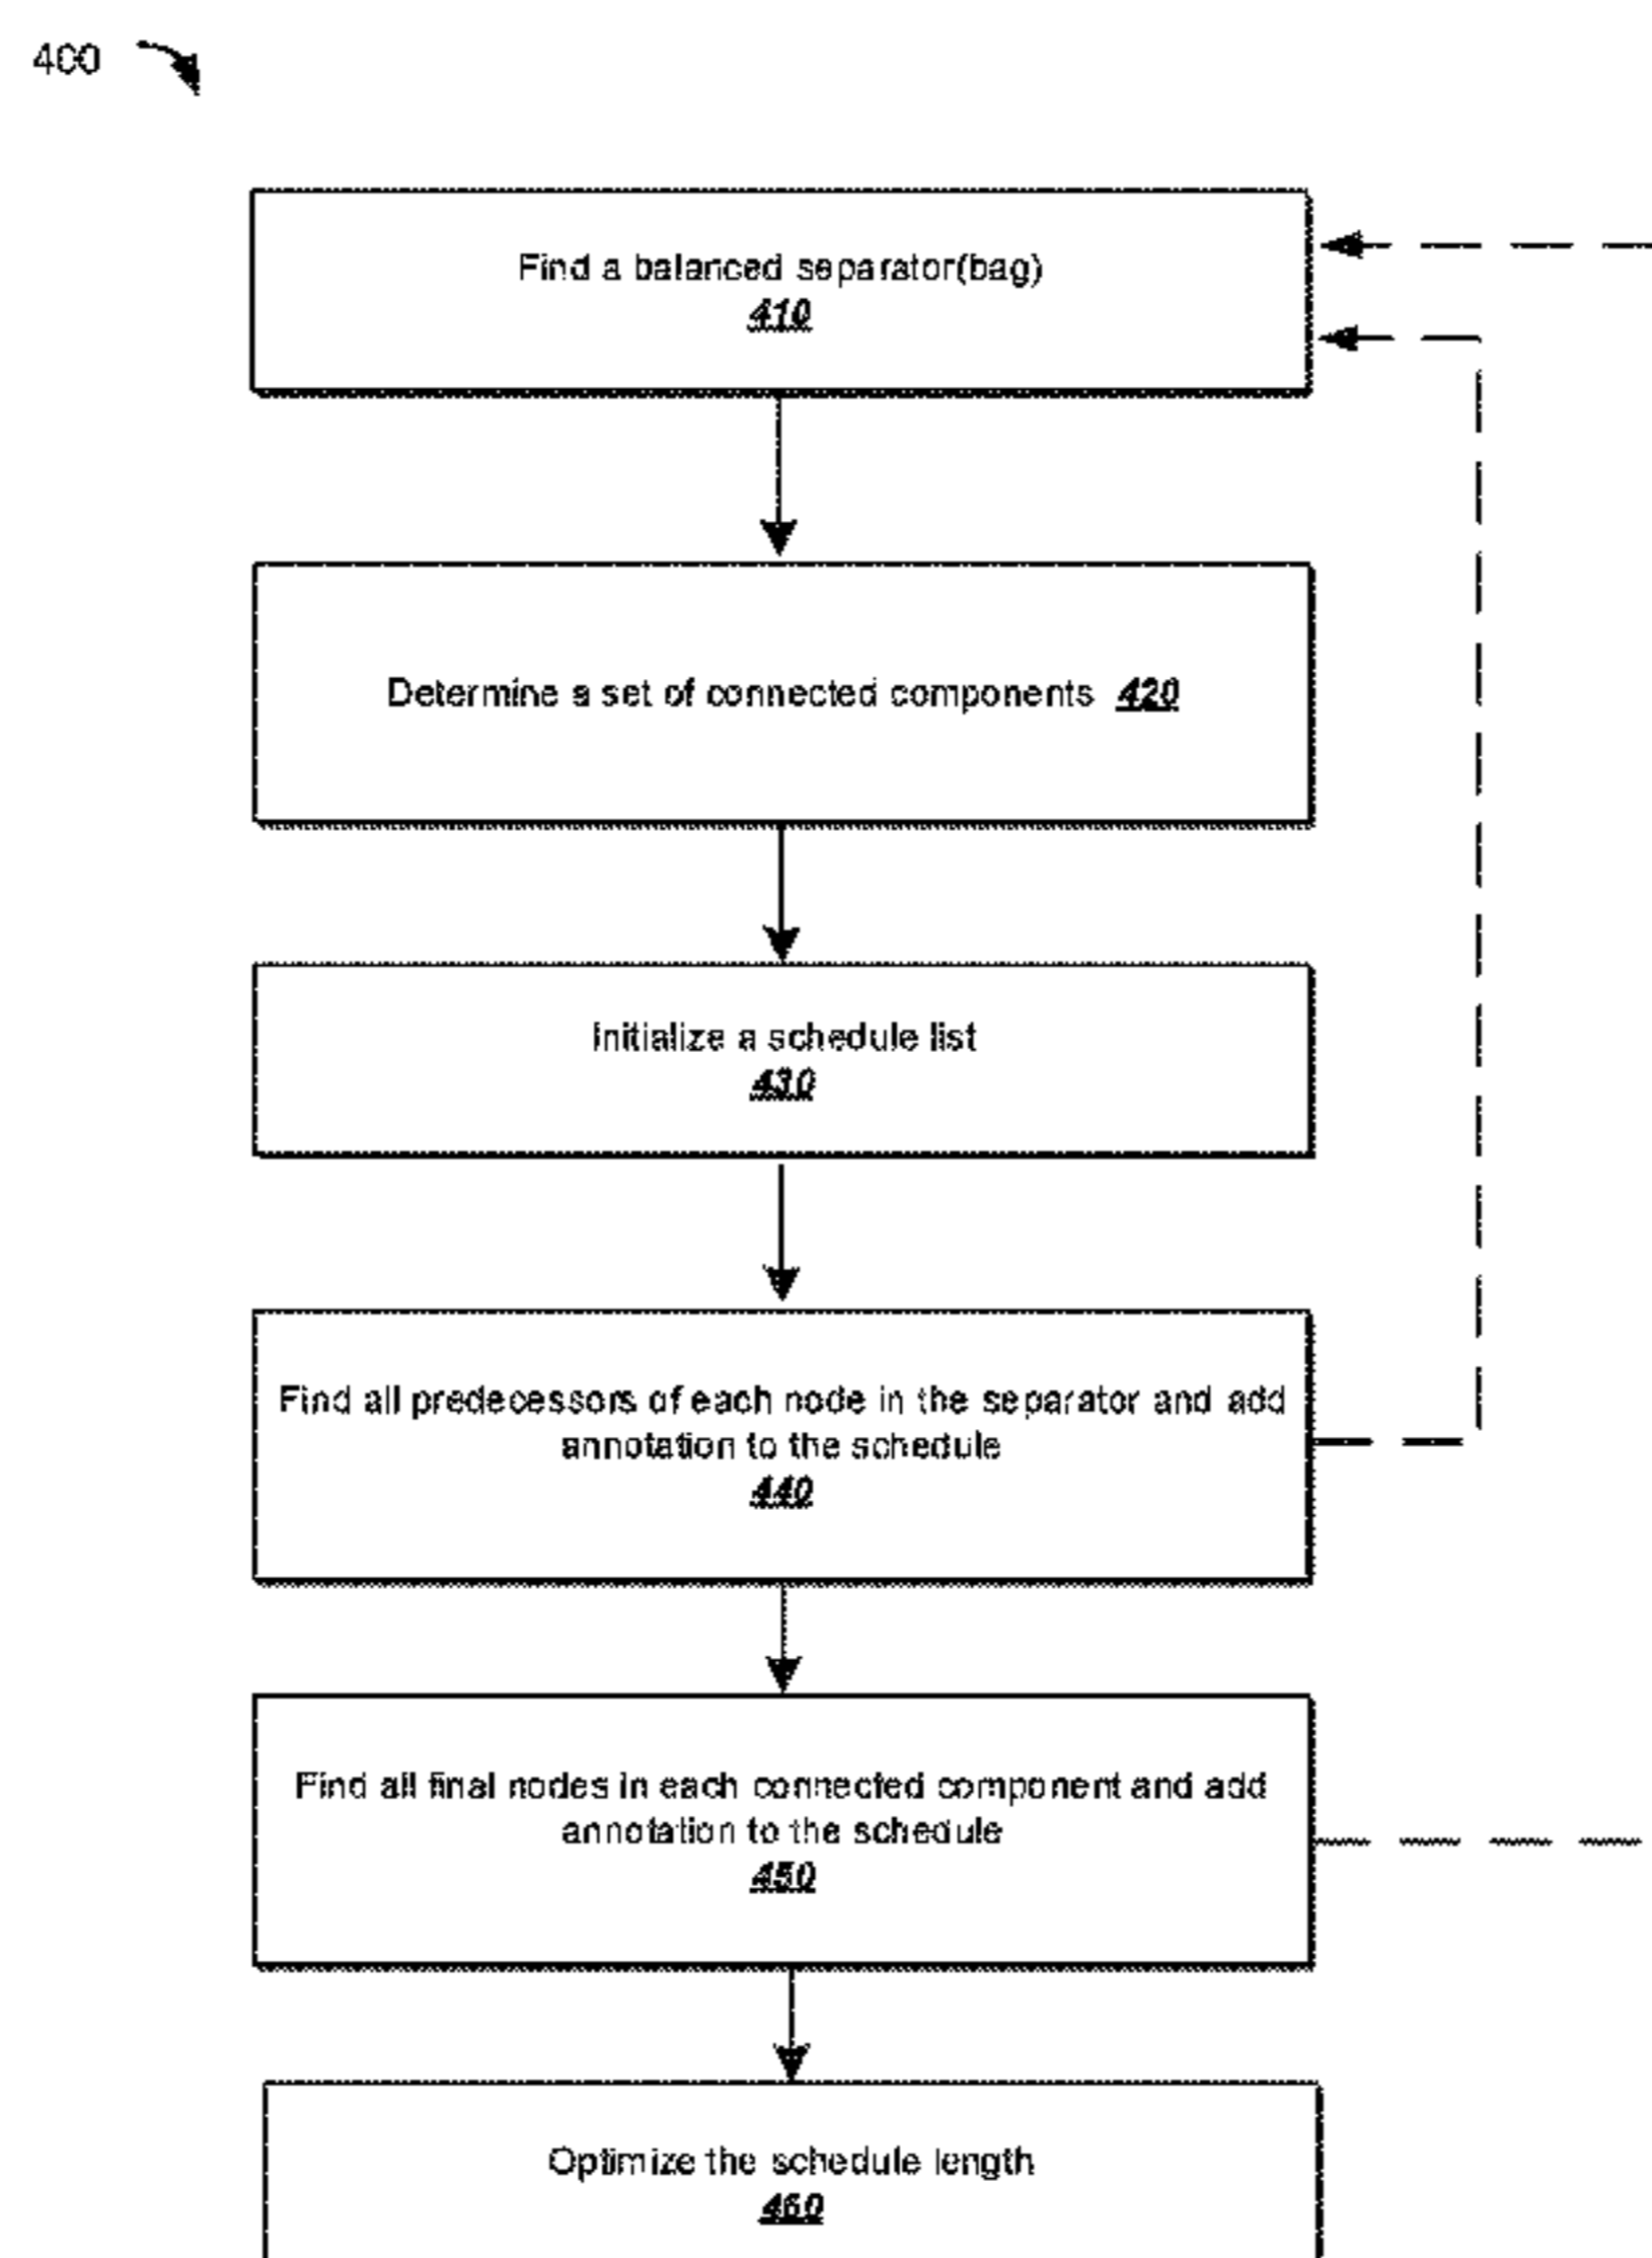 400
Find a balanced separator(bag)
410
Determine a set of connected components 420
Initialize a schedule list
430
Find all predecessors of each node in the separator and add
annotation to the schedule
440
Find all final nodes in each connected component and add
annotation to the schedule
450
Optimize the schedule length
460